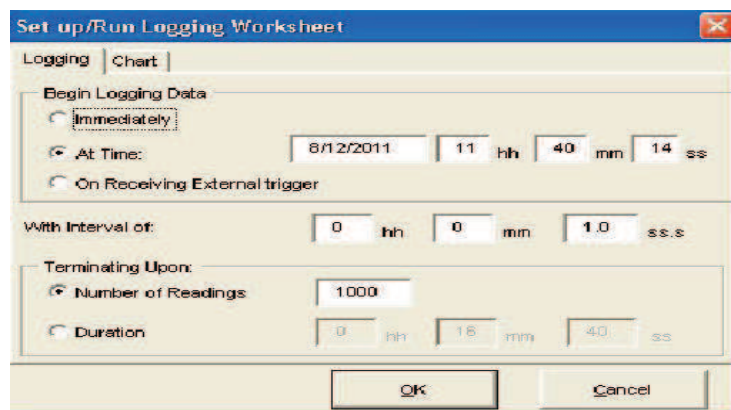 Set up/Run Logging Worksheet
Logging Chart
Begin Logging Data
Immediately
At Time: 8/12/2011 11 hh 40 mm 14 ss
On Receiving External trigger
With Interval of: 0 hh 0 mm 1.0 ss.s
Terminating Upon:
Number of Readings 1000
Duration 0 hh 16 mm 40 ss
OK Cancel